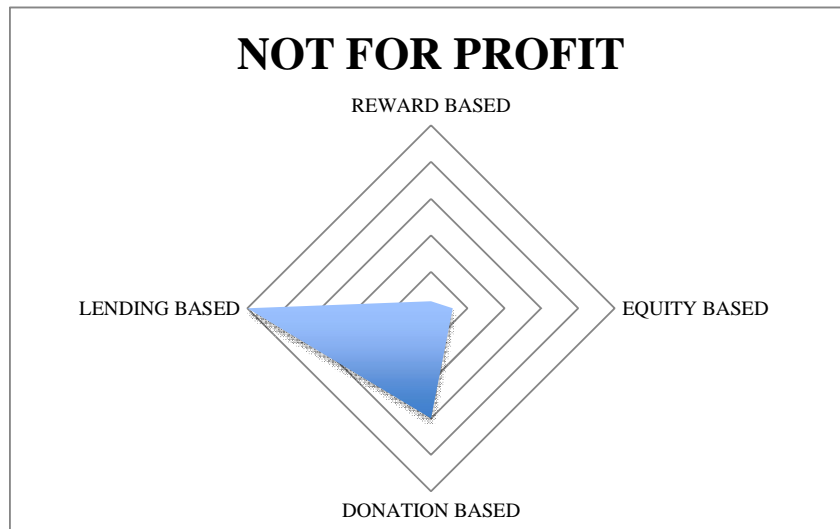 NOT FOR PROFIT
REWARD BASED
LENDING BASED
EQUITY BASED
DONATION BASED